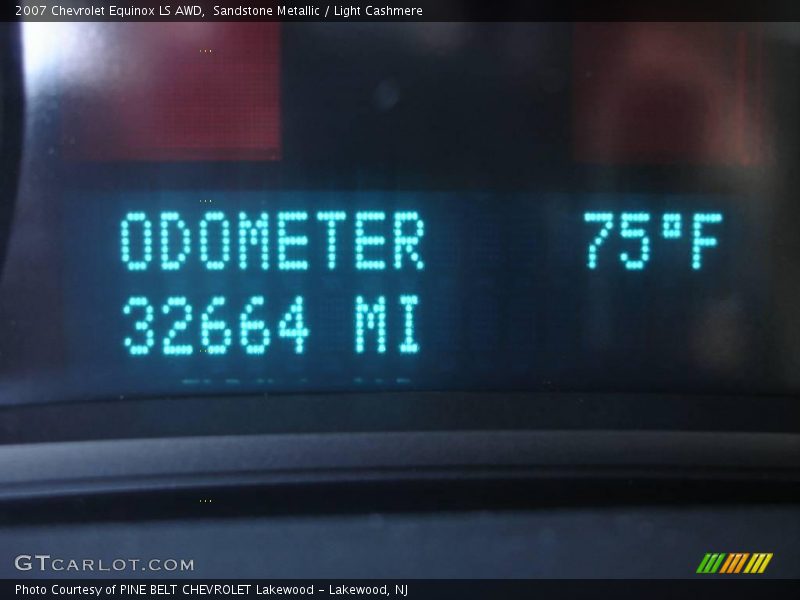 2007 Chevrolet Equinox LS AWD, Sandstone Metallic / Light Cashmere
ODOMETER 75°F
32664 MI
GTCARLOT.COM
Photo Courtesy of PINE BELT CHEVROLET Lakewood - Lakewood, NJ